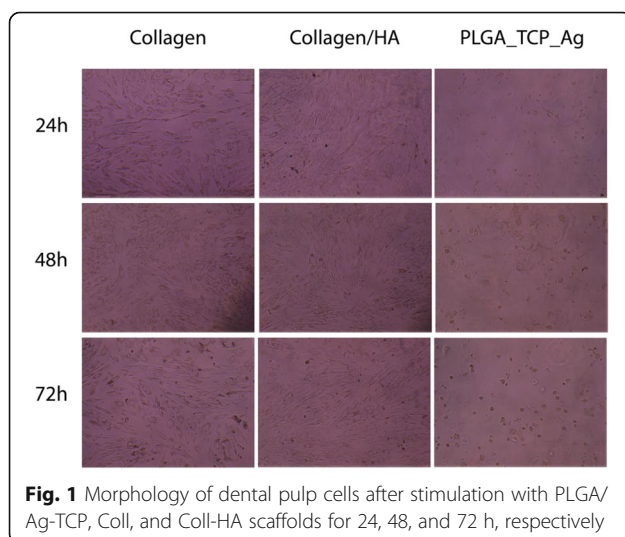 Collagen Collagen/HA PLGA_TCP_Ag
24h
48h
72h
Fig. 1 Morphology of dental pulp cells after stimulation with PLGA/
Ag-TCP, Coll, and Coll-HA scaffolds for 24, 48, and 72 h, respectively